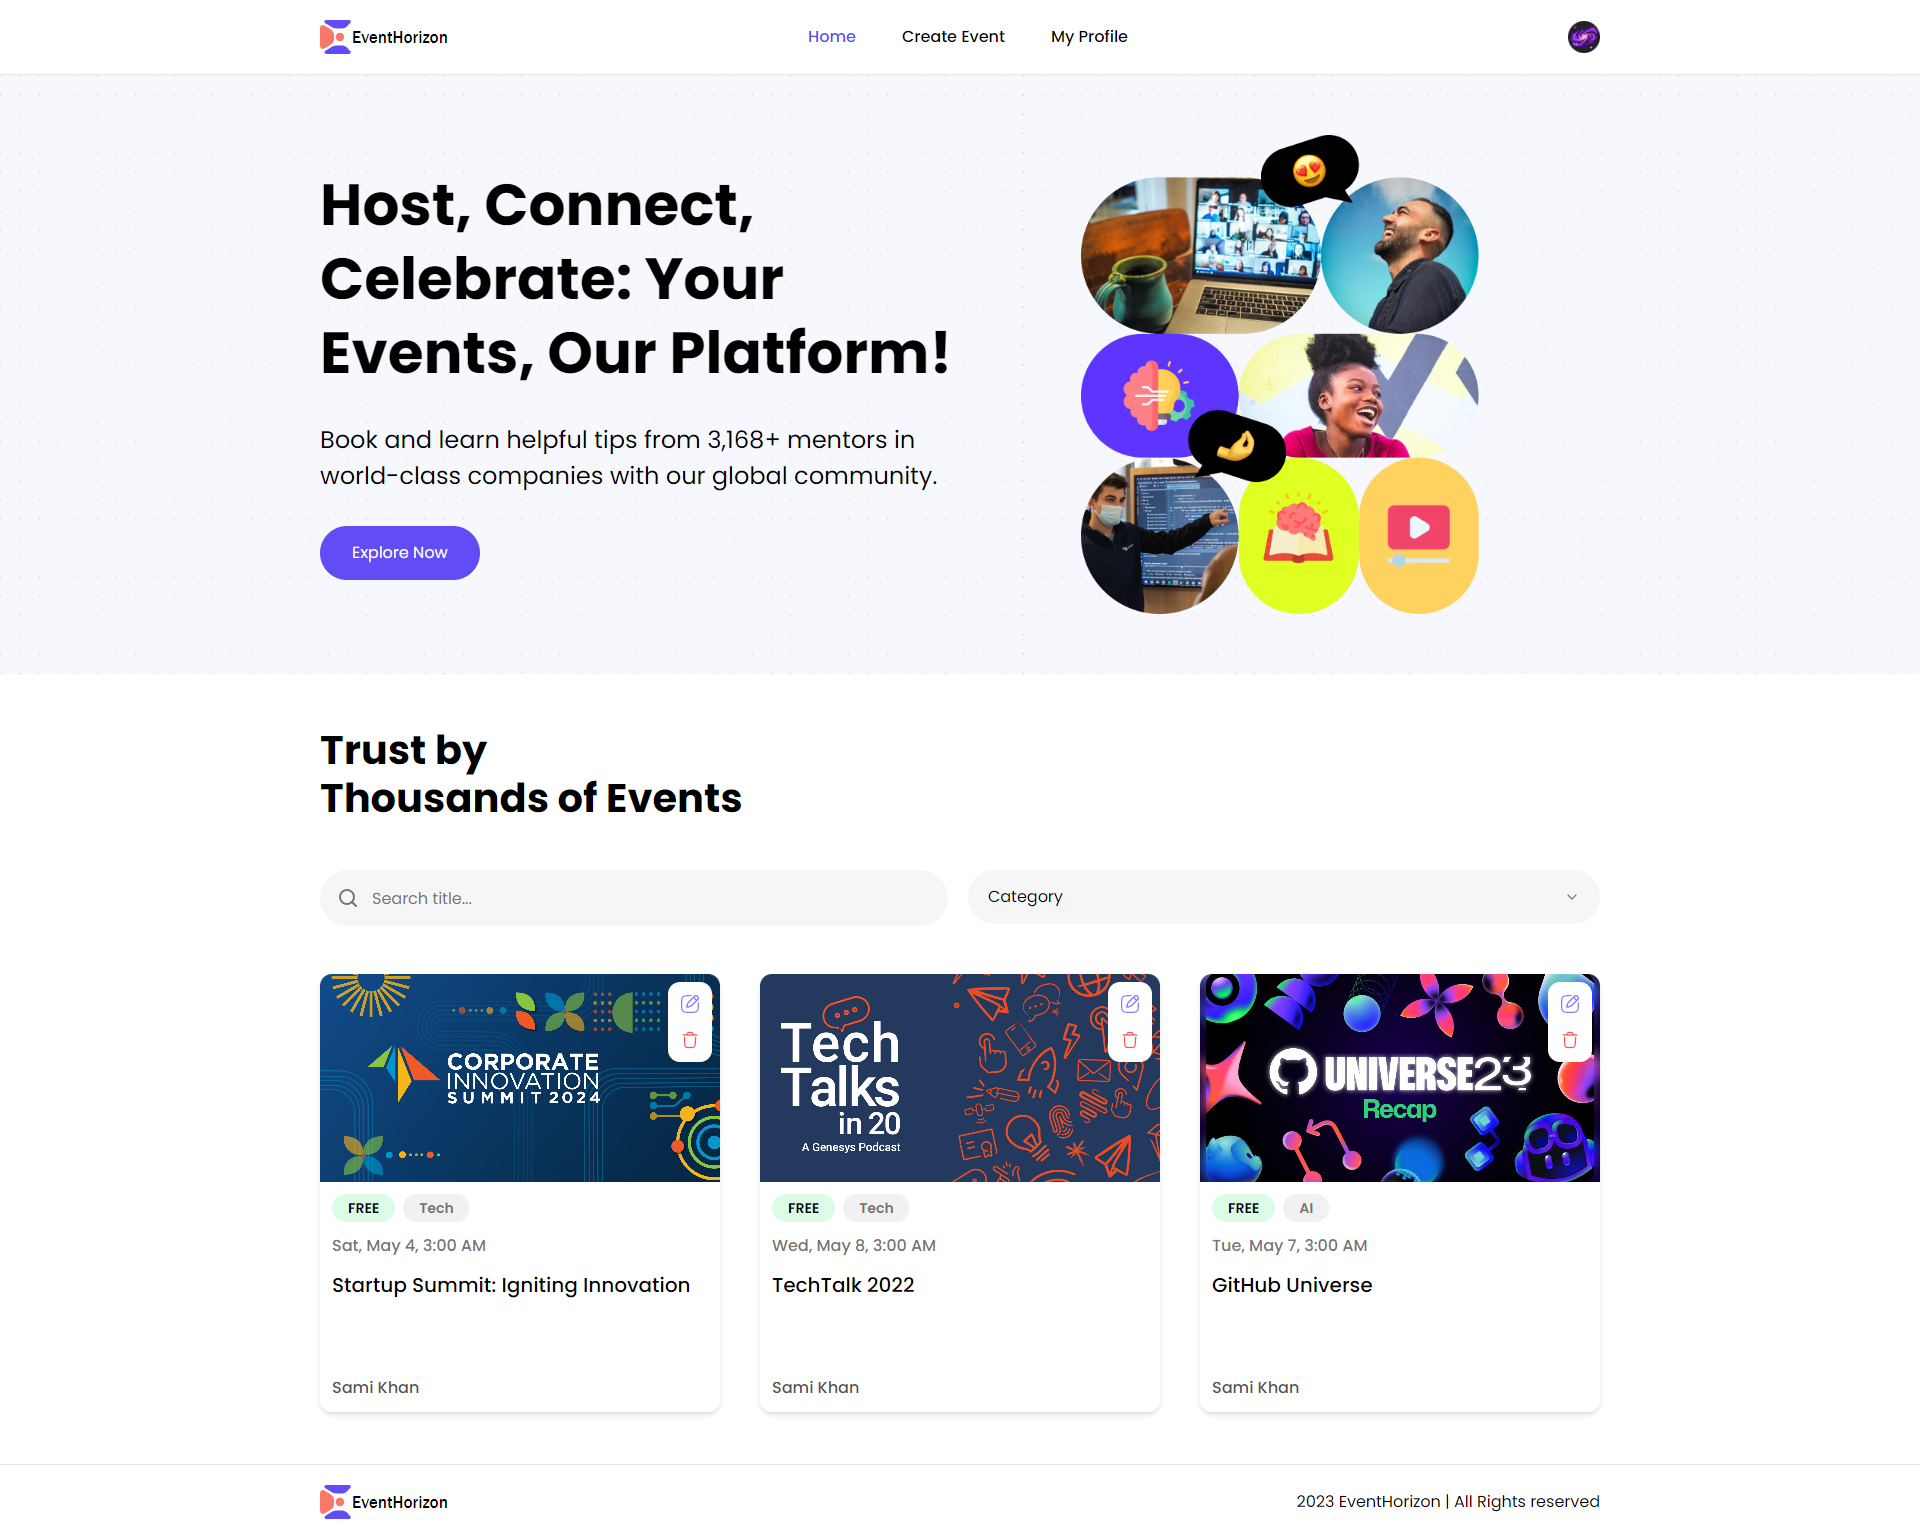 EventHorizon
Home
Create Event
My Profile
Host, Connect,
Celebrate: Your
Events, Our Platform!
Book and learn helpful tips from 3,168+ mentors in
world-class companies with our global community.
Explore Now
Trust by
Thousands of Events
Search title...
Category
CORPORATE
INNOVATION
SUMMIT 2024
FREE
Tech
Sat, May 4, 3:00 AM
Startup Summit: Igniting Innovation
Sami Khan
Tech
Talks
in 20
A Genesys Podcast
FREE
Tech
Wed, May 8, 3:00 AM
TechTalk 2022
Sami Khan
UNIVERSE23
Recap
FREE
AI
Tue, May 7, 3:00 AM
GitHub Universe
Sami Khan
EventHorizon
2023 EventHorizon | All Rights reserved